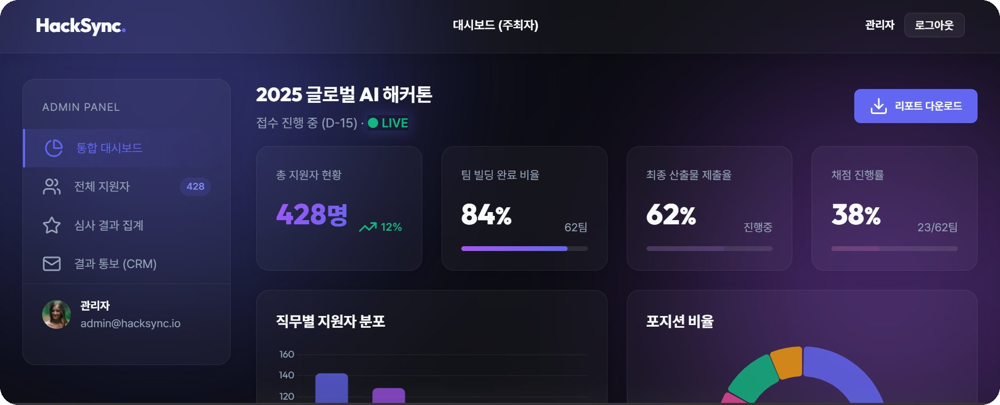 HackSync.
대시보드 (주최자)
관리자
로그아웃
ADMIN PANEL
통합 대시보드
전체 지원자
428
심사 결과 집계
결과 통보 (CRM)
관리자
admin@hacksync.io
2025 글로벌 AI 해커톤
접수 진행 중 (D-15) · LIVE
리포트 다운로드
총 지원자 현황
428명
12%
팀 빌딩 완료 비율
84%
62팀
최종 산출물 제출율
62%
진행중
채점 진행률
38%
23/62팀
직무별 지원자 분포
160
140
120
포지션 비율